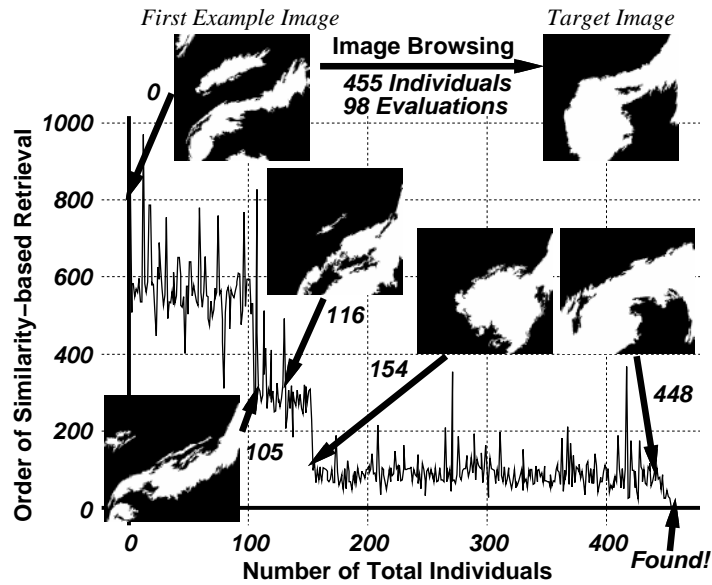 First Example Image
Target Image
Image Browsing
455 Individuals
98 Evaluations
0
1000
800
600
400
200
0
116
154
448
105
0
100
200
300
400
Found!
Order of Similarity−based Retrieval
Number of Total Individuals